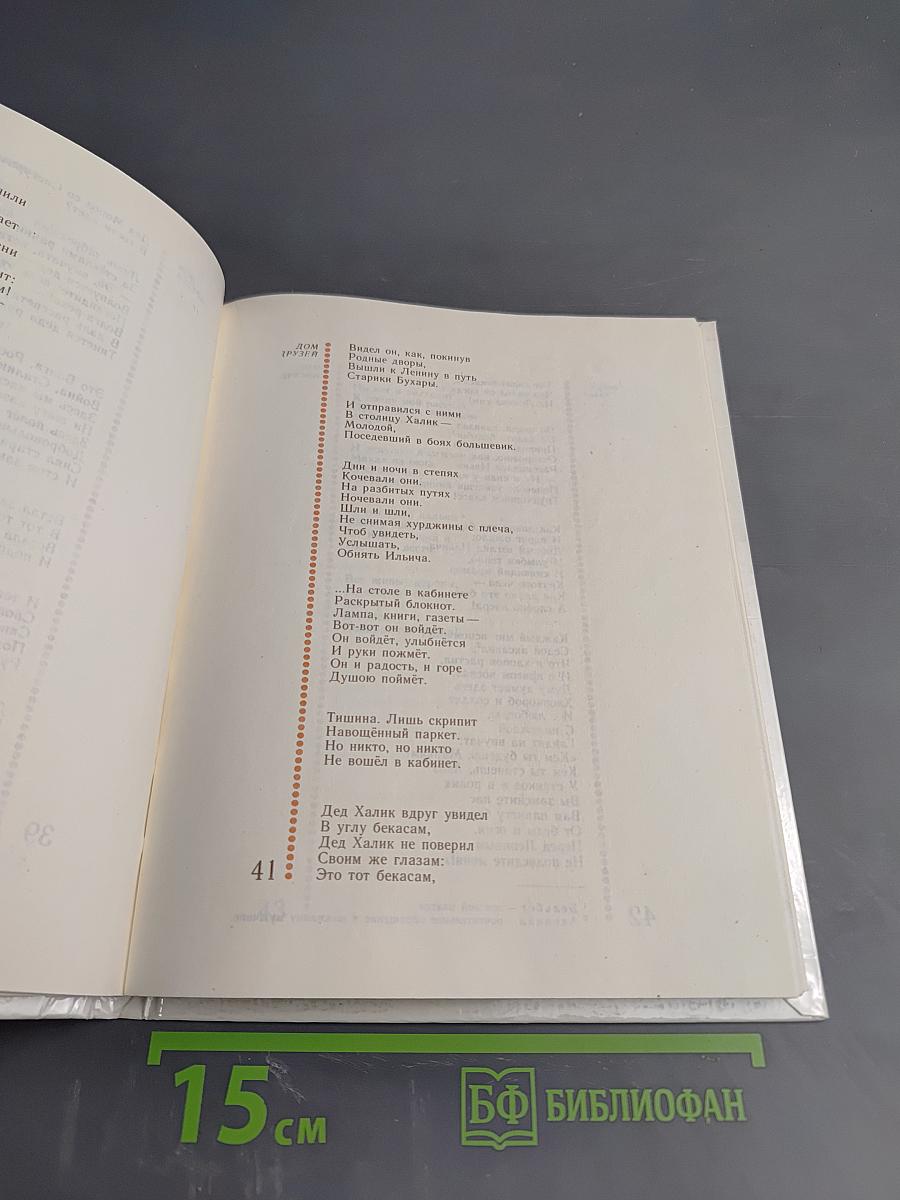 ДОМ
ДРУЗЕЙ
Видел он, как, покинув
Родные дворы,
Вышли к Ленину в путь
Старики Бухары.
И отправился с ними
В столицу Халик —
Молодой,
Поседевший в боях большевик.
Дни и ночи в степях
Кочевали они.
На разбитых путях
Ночевали они.
Шли и шли,
Не снимая хурджины с плеча,
Чтоб увидеть,
Услышать,
Обнять Ильича.
...На столе в кабинете
Раскрытый блокнот.
Лампа, книги, газеты —
Вот-вот он войдёт.
Он войдёт, улыбнётся
И руки пожмёт.
Он и радость, и горе
Душою поймёт.
Тишина. Лишь скрипит
Навощённый паркет.
Но никто, но никто
Не вошёл в кабинет.
Дед Халик вдруг увидел
В углу бекасам,
Дед Халик не поверил
Своим же глазам:
Это тот бекасам,
41
15 см
БФ БИБЛИОФАН